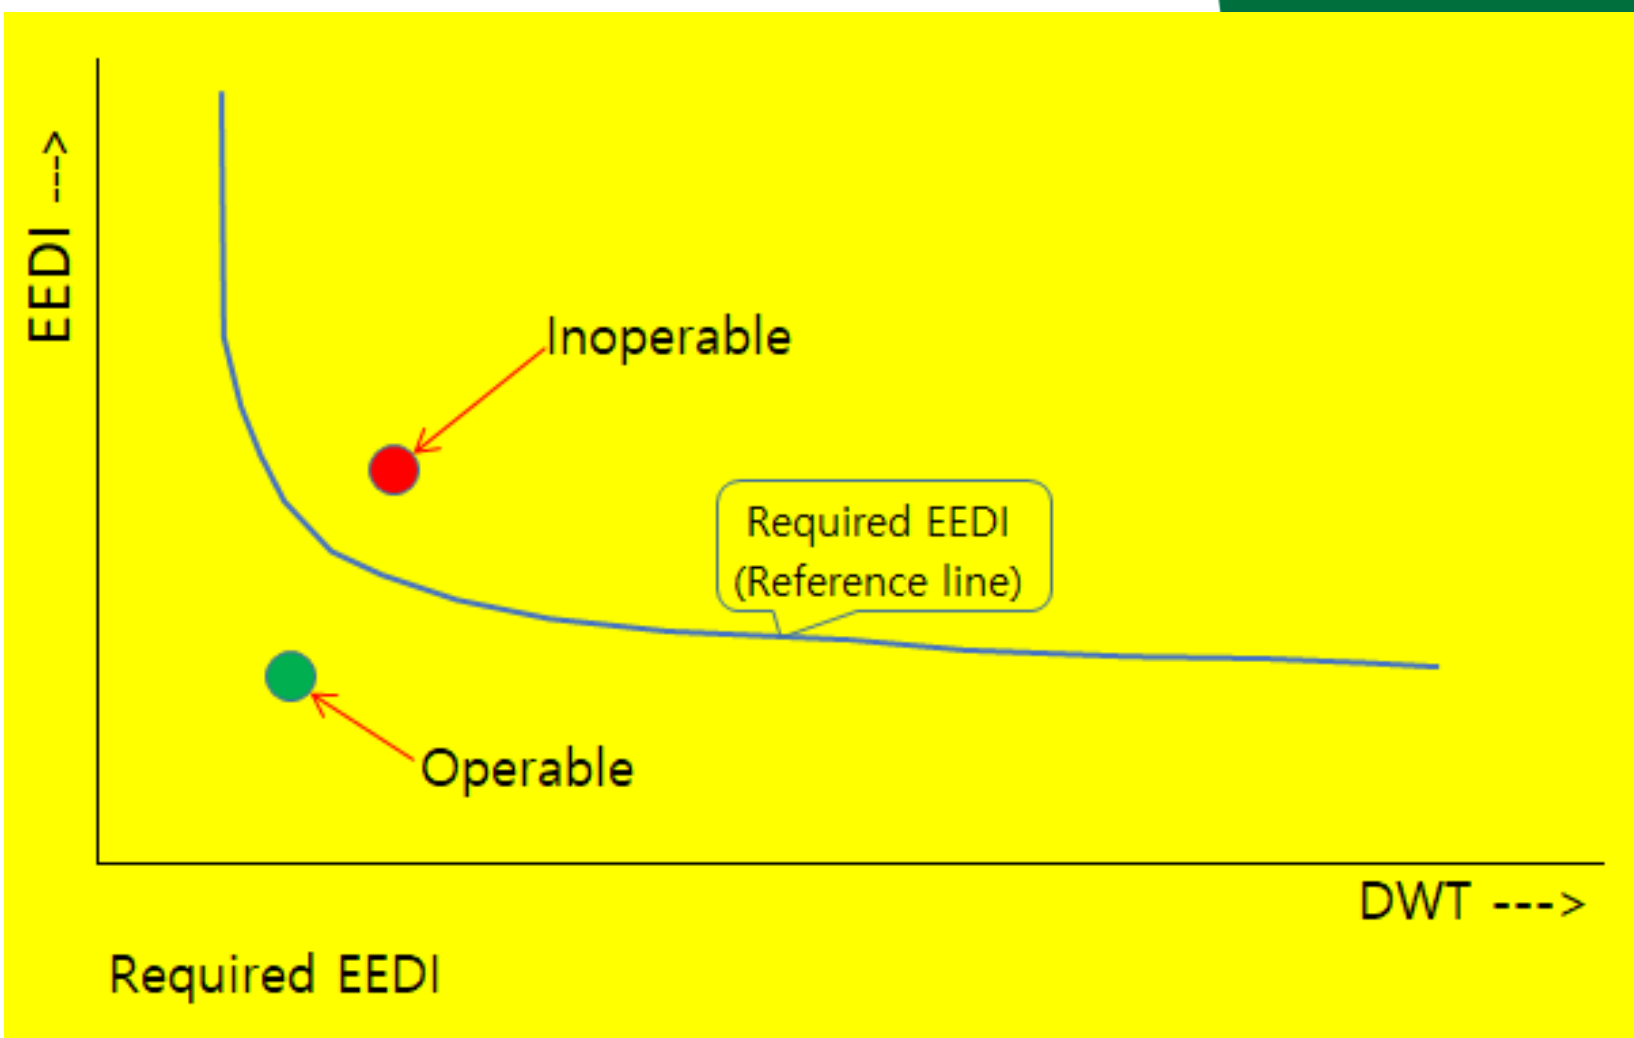 EEDI --->
Inoperable
Required EEDI
(Reference line)
Operable
DWT --->
Required EEDI